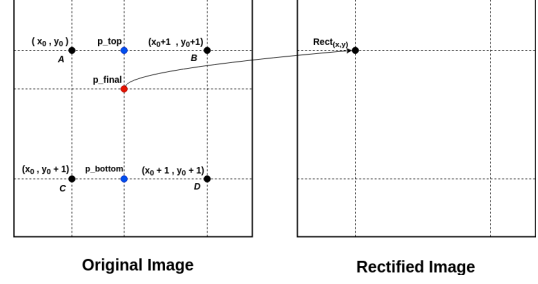 ( x₀ , y₀ ) p_top (x₀+1 , y₀+1)
A B
Rect(x,y)
p_final
(x₀ , y₀ + 1) p_bottom (x₀ + 1 , y₀ + 1)
C D
Original Image
Rectified Image